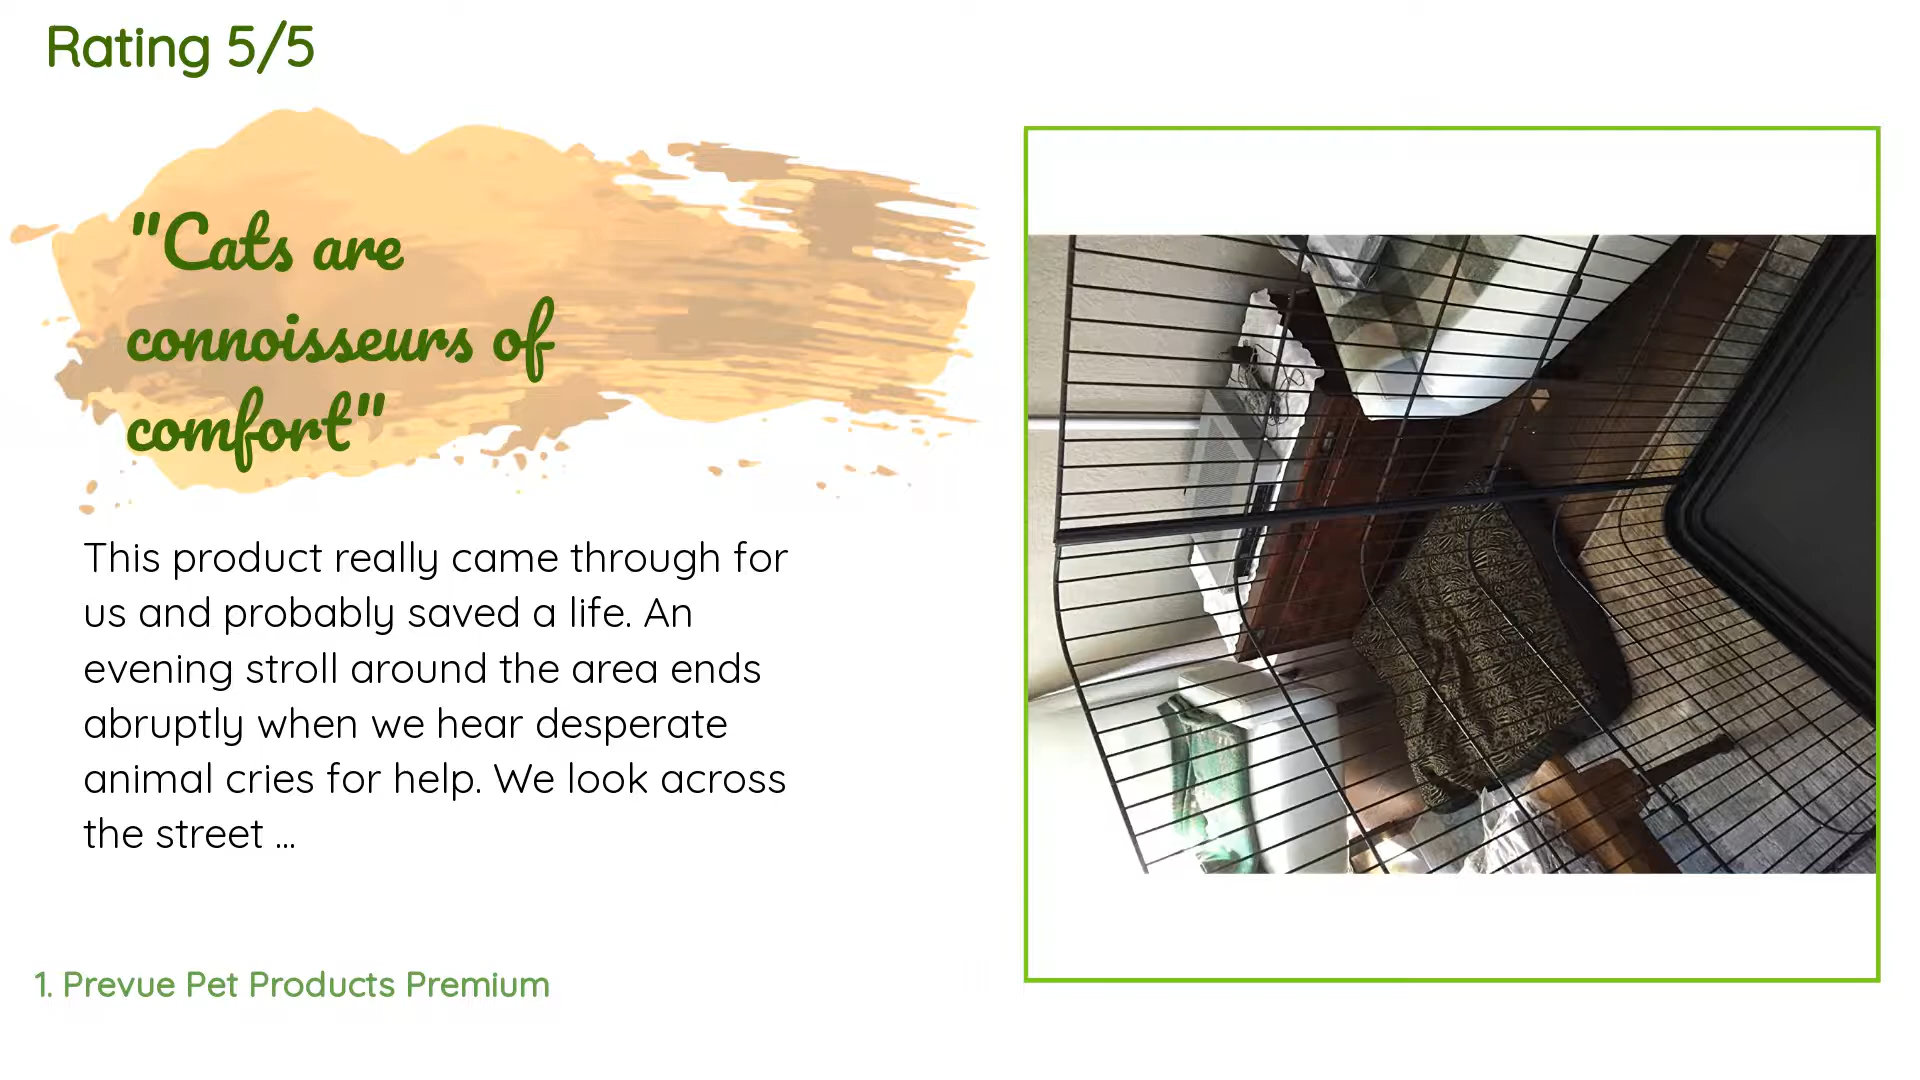 Rating 5/5
"Cats are
connoisseurs of
comfort"
This product really came through for
us and probably saved a life. An
evening stroll around the area ends
abruptly when we hear desperate
animal cries for help. We look across
the street ...
1. Prevue Pet Products Premium